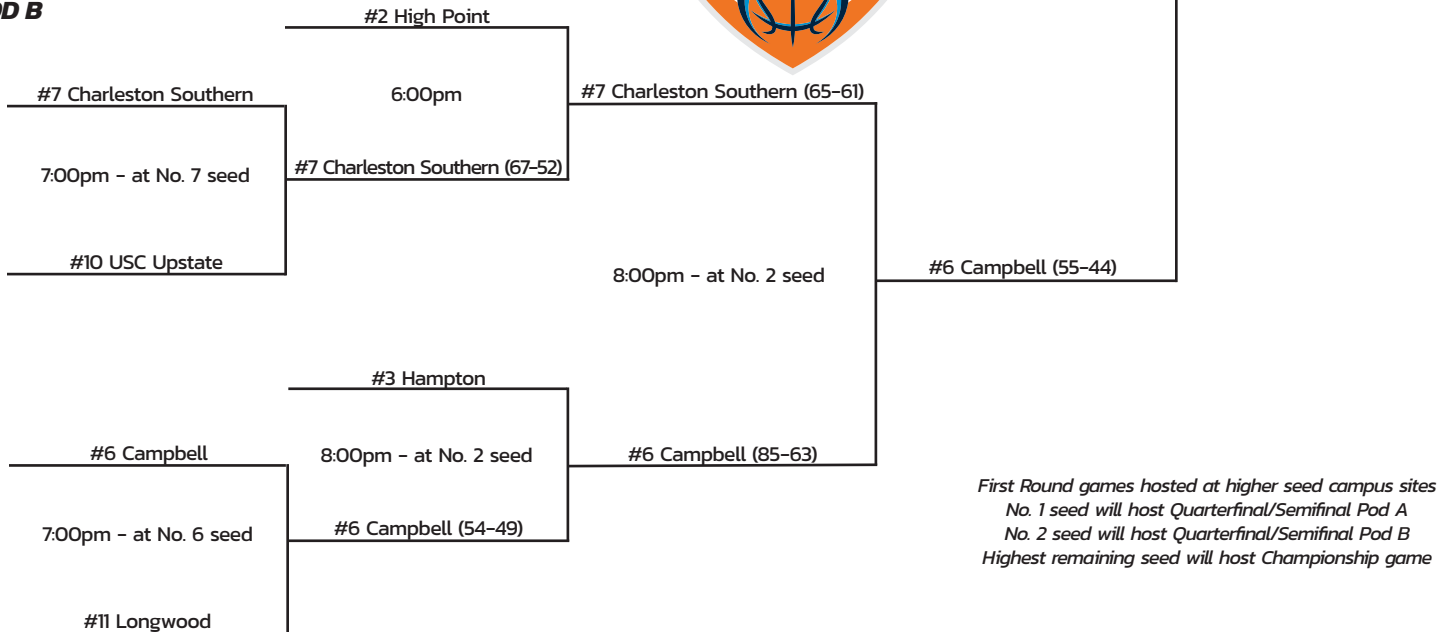 D B
#2 High Point
#7 Charleston Southern
6:00pm
#7 Charleston Southern (65-61)
7:00pm - at No. 7 seed
#7 Charleston Southern (67-52)
#10 USC Upstate
8:00pm - at No. 2 seed
#6 Campbell (55-44)
#3 Hampton
#6 Campbell
8:00pm - at No. 2 seed
#6 Campbell (85-63)
7:00pm - at No. 6 seed
#6 Campbell (54-49)
#11 Longwood
First Round games hosted at higher seed campus sites
No. 1 seed will host Quarterfinal/Semifinal Pod A
No. 2 seed will host Quarterfinal/Semifinal Pod B
Highest remaining seed will host Championship game